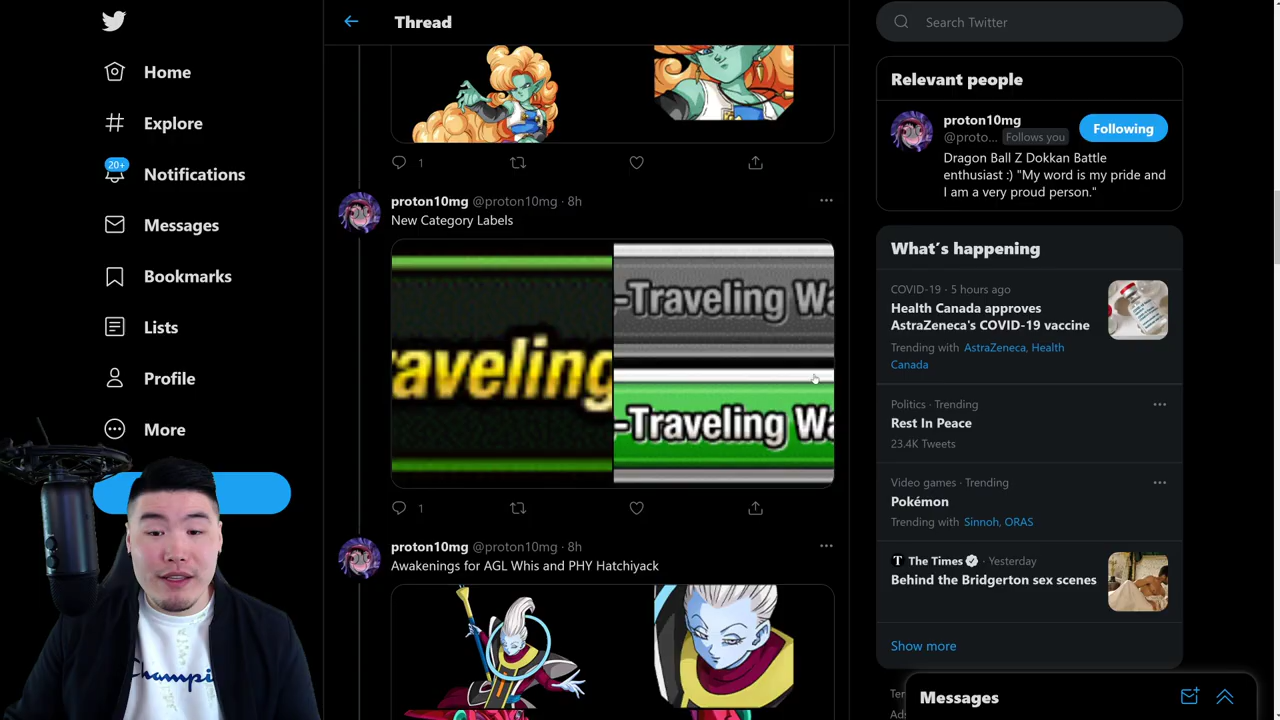 Thread
Search Twitter
Home
Explore
20+
Notifications
Messages
Bookmarks
Lists
Profile
More
1
proton10mg @proton10mg · 8h
New Category Labels
raveling
-Traveling Wa
-Traveling Wa
1
proton10mg @proton10mg · 8h
Awakenings for AGL Whis and PHY Hatchiyack
Relevant people
proton10mg
@proto... Follows you
Following
Dragon Ball Z Dokkan Battle
enthusiast :) "My word is my pride and
I am a very proud person."
What's happening
COVID-19 · 5 hours ago
Health Canada approves
AstraZeneca's COVID-19 vaccine
Trending with AstraZeneca, Health
Canada
Politics · Trending
Rest In Peace
23.4K Tweets
Video games · Trending
Pokémon
Trending with Sinnoh, ORAS
The Times · Yesterday
Behind the Bridgerton sex scenes
Show more
Messages
Champi